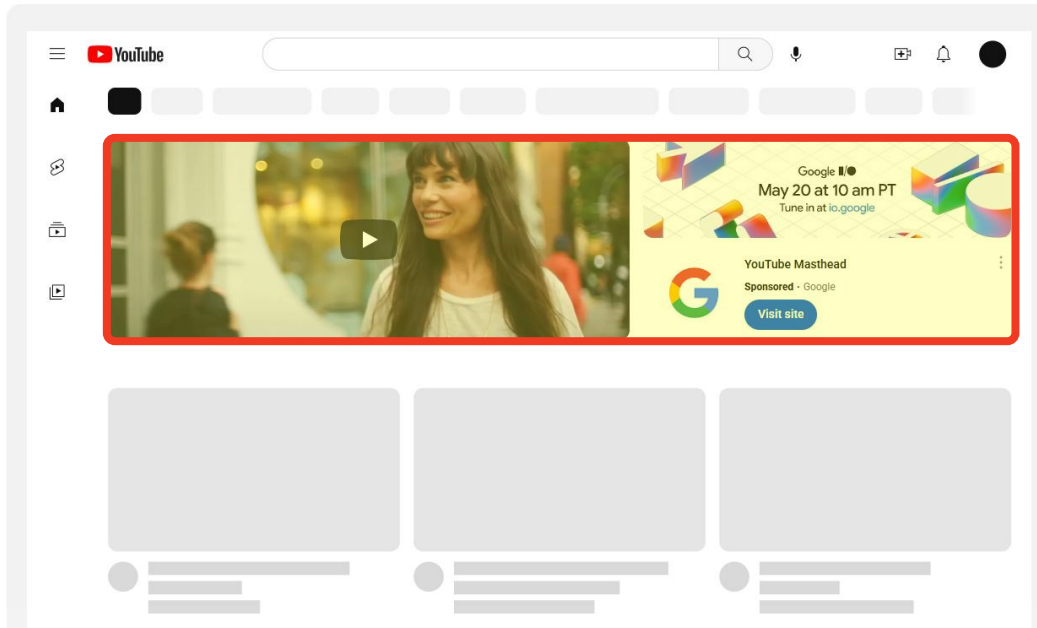 YouTube
Google I/O
May 20 at 10 am PT
Tune in at io.google
YouTube Masthead
Sponsored · Google
Visit site